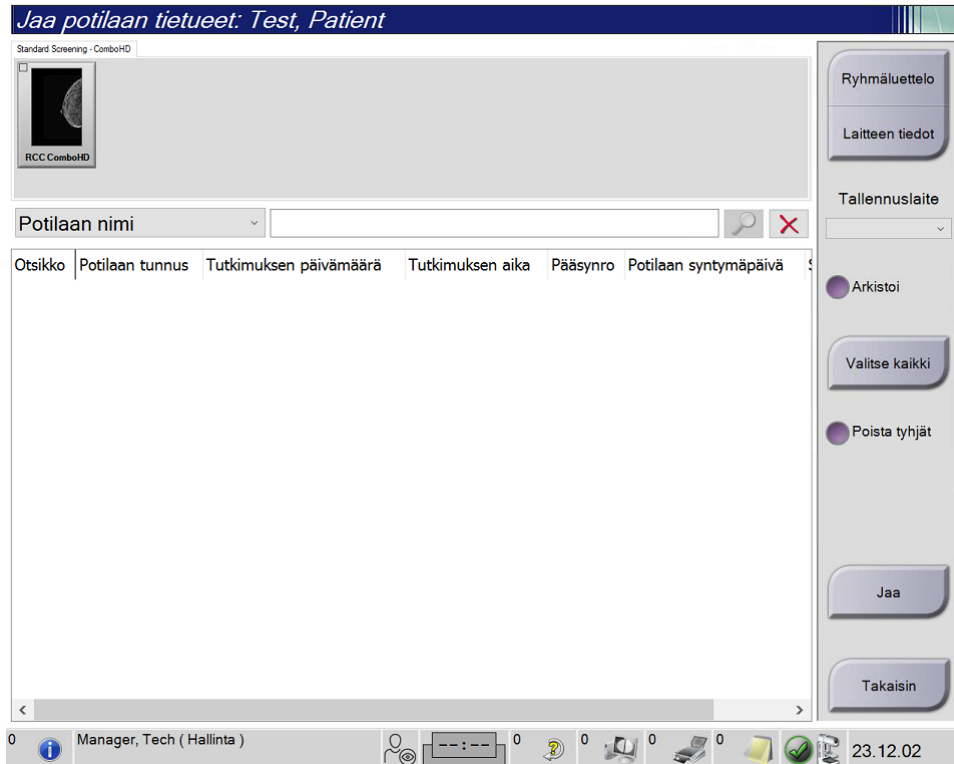 Jaa potilaan tietueet: Test, Patient
Standard Screening - ComboHD
RCC ComboHD
Ryhmäluettelo
Laitteen tiedot
Tallennuslaite
Potilaan nimi
Otsikko Potilaan tunnus Tutkimuksen päivämäärä Tutkimuksen aika Pääsynro Potilaan syntymäpäivä
Arkistoi
Valitse kaikki
Poista tyhjät
Jaa
Takaisin
0 Manager, Tech ( Hallinta ) --:-- 0 0 0 0 23.12.02